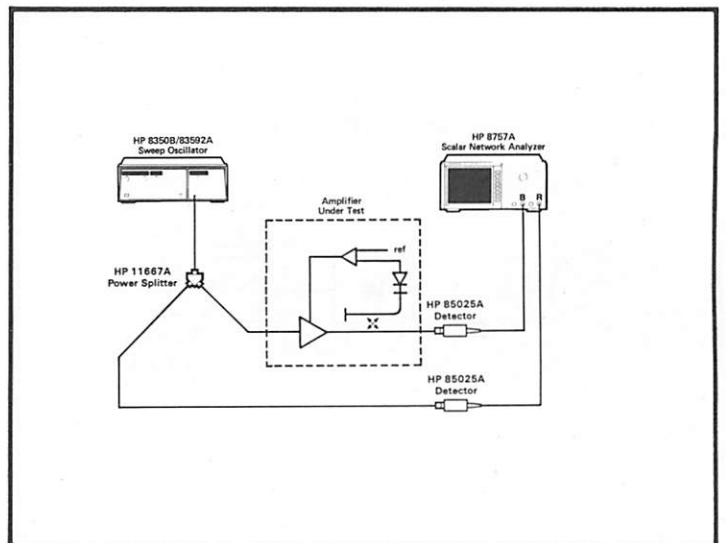 HP 8350B/83592A
Sweep Oscillator
HP 8757A
Scalar Network Analyzer
B R
Amplifier
Under Test
ref
HP 11667A
Power Splitter
HP 85025A
Detector
HP 85025A
Detector